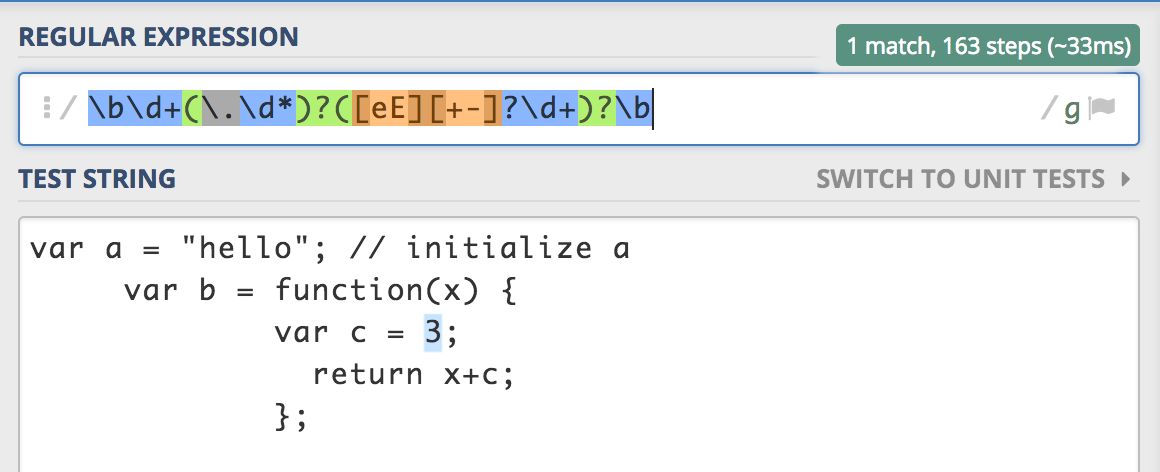 REGULAR EXPRESSION
1 match, 163 steps (~33ms)
/ \b\d+(\.\d*)?([eE][+-]?\d+)?\b / g
TEST STRING
SWITCH TO UNIT TESTS
var a = "hello"; // initialize a
var b = function(x) {
var c = 3;
return x+c;
};